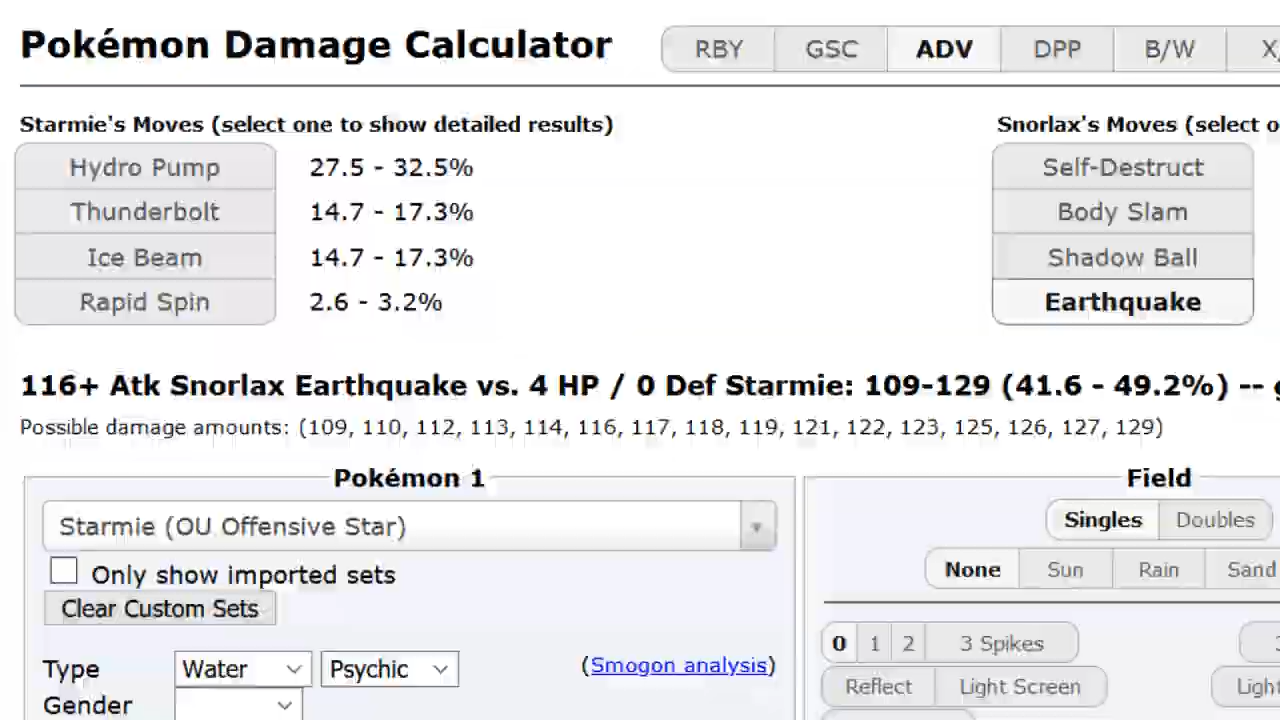 Pokémon Damage Calculator RBY GSC ADV DPP B/W X/
Starmie's Moves (select one to show detailed results) Snorlax's Moves (select o
Hydro Pump 27.5 - 32.5% Self-Destruct
Thunderbolt 14.7 - 17.3% Body Slam
Ice Beam 14.7 - 17.3% Shadow Ball
Rapid Spin 2.6 - 3.2% Earthquake
116+ Atk Snorlax Earthquake vs. 4 HP / 0 Def Starmie: 109-129 (41.6 - 49.2%) -- g
Possible damage amounts: (109, 110, 112, 113, 114, 116, 117, 118, 119, 121, 122, 123, 125, 126, 127, 129)
Pokémon 1 Field
Starmie (OU Offensive Star) Singles Doubles
Only show imported sets None Sun Rain Sand
Clear Custom Sets
Type Water Psychic (Smogon analysis) 0 1 2 3 Spikes
Gender Reflect Light Screen Light